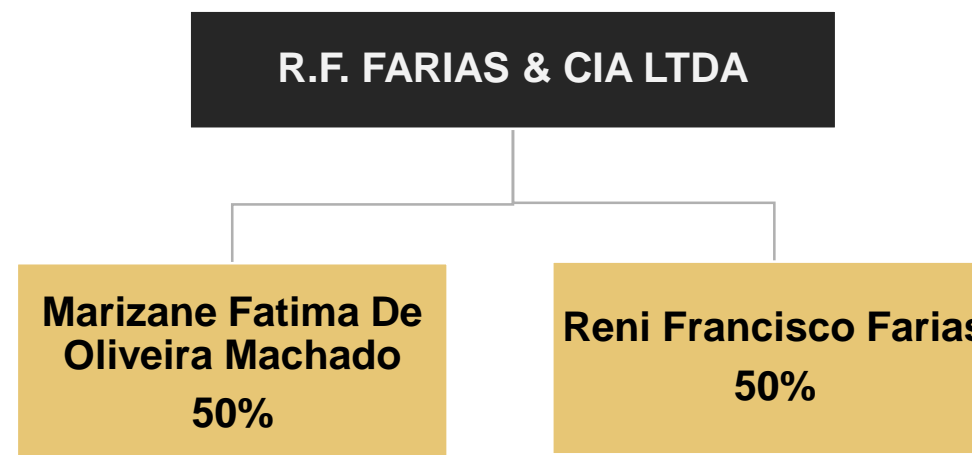 R.F. FARIAS & CIA LTDA
Marizane Fatima De
Oliveira Machado
50%
Reni Francisco Farias
50%